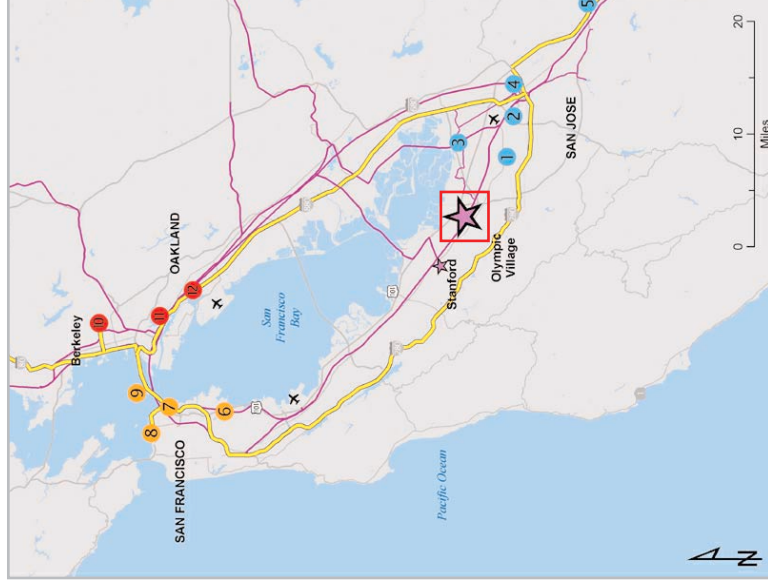 5
20
4
2
3
1
SAN JOSE
10
Miles
0
OAKLAND
Berkeley
10
11
12
9
7
8
6
San
Francisco
Bay
101
101
Stanford
Olympic
Village
SAN FRANCISCO
Pacific Ocean
N